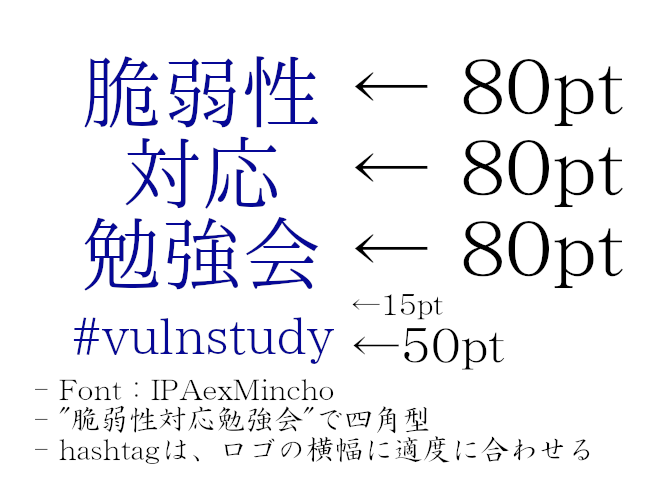 脆弱性 ← 80pt
対応 ← 80pt
勉強会 ← 80pt
←15pt
#vulnstudy ←50pt
- Font：IPAexMincho
- "脆弱性対応勉強会"で四角型
- hashtagは、ロゴの横幅に適度に合わせる